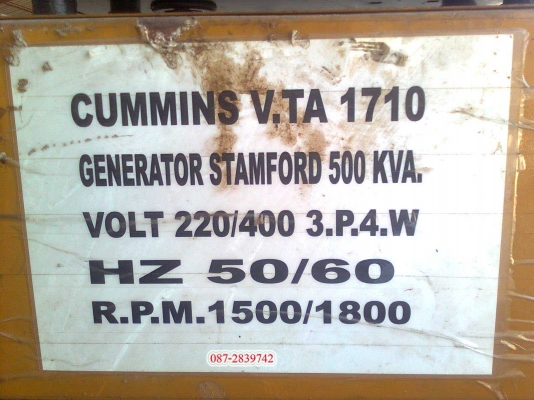 CUMMINS V.TA 1710
GENERATOR STAMFORD 500 KVA.
VOLT 220/400 3.P.4.W
HZ 50/60
R.P.M.1500/1800
087-2839742